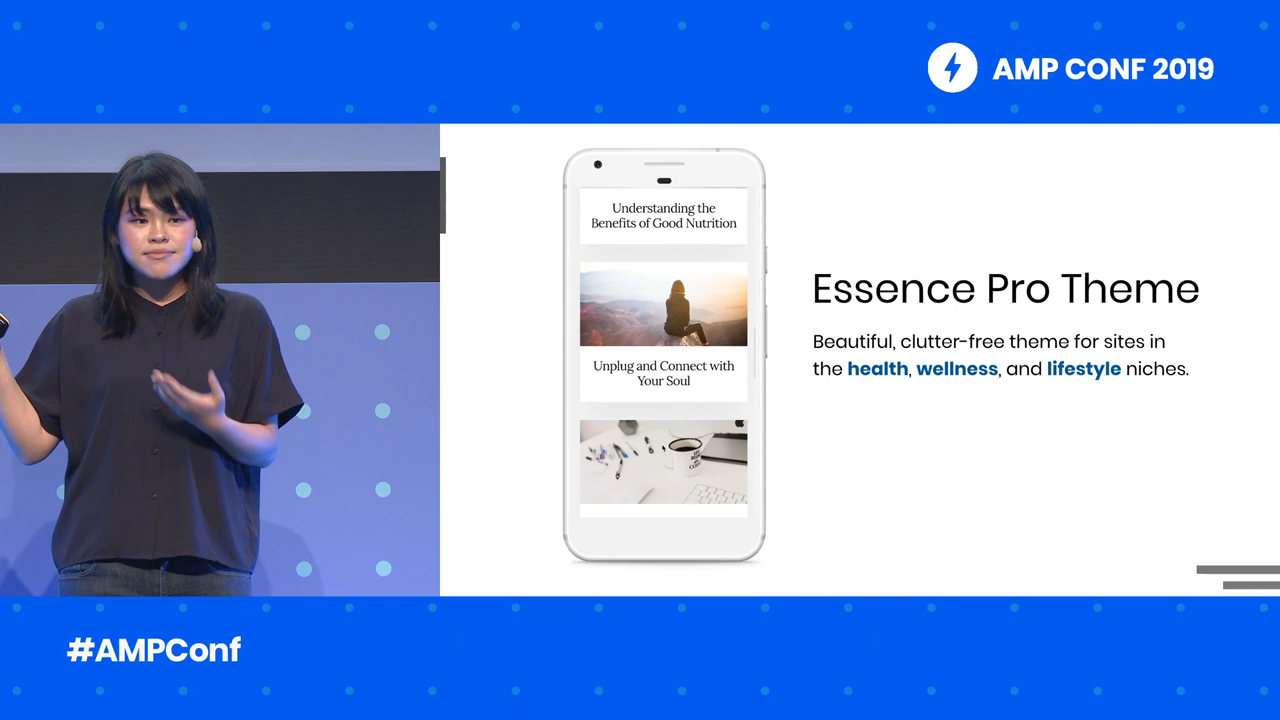 AMP CONF 2019
Understanding the
Benefits of Good Nutrition
Unplug and Connect with
Your Soul
Essence Pro Theme
Beautiful, clutter-free theme for sites in
the health, wellness, and lifestyle niches.
#AMPConf